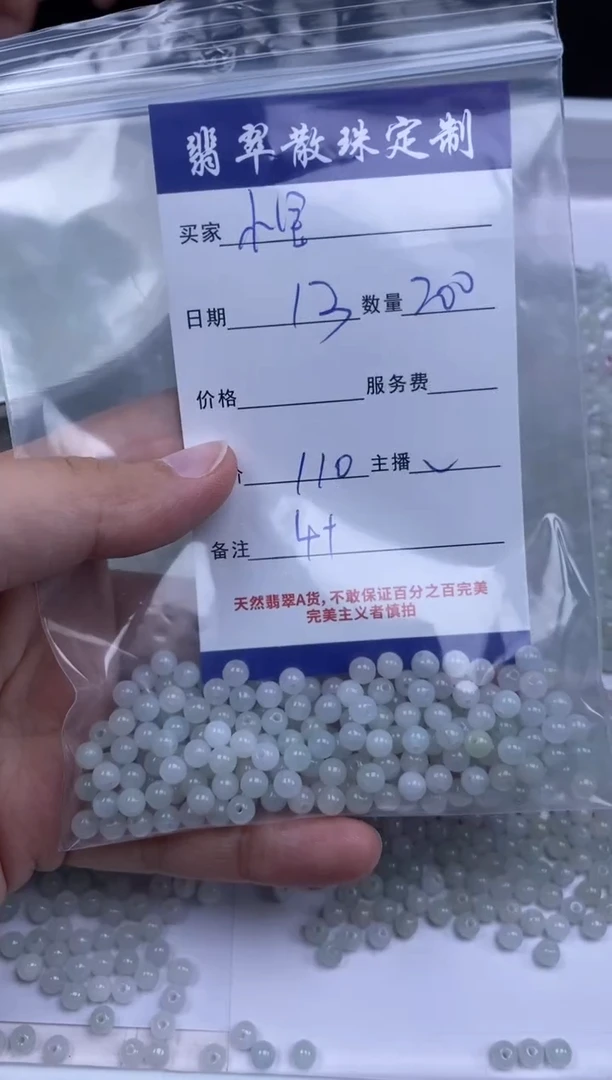 翡翠散珠定制
买家
日期 13 数量 200
价格 服务费
110 主播
备注 4+
天然翡翠A货,不敢保证百分之百完美
完美主义者慎拍